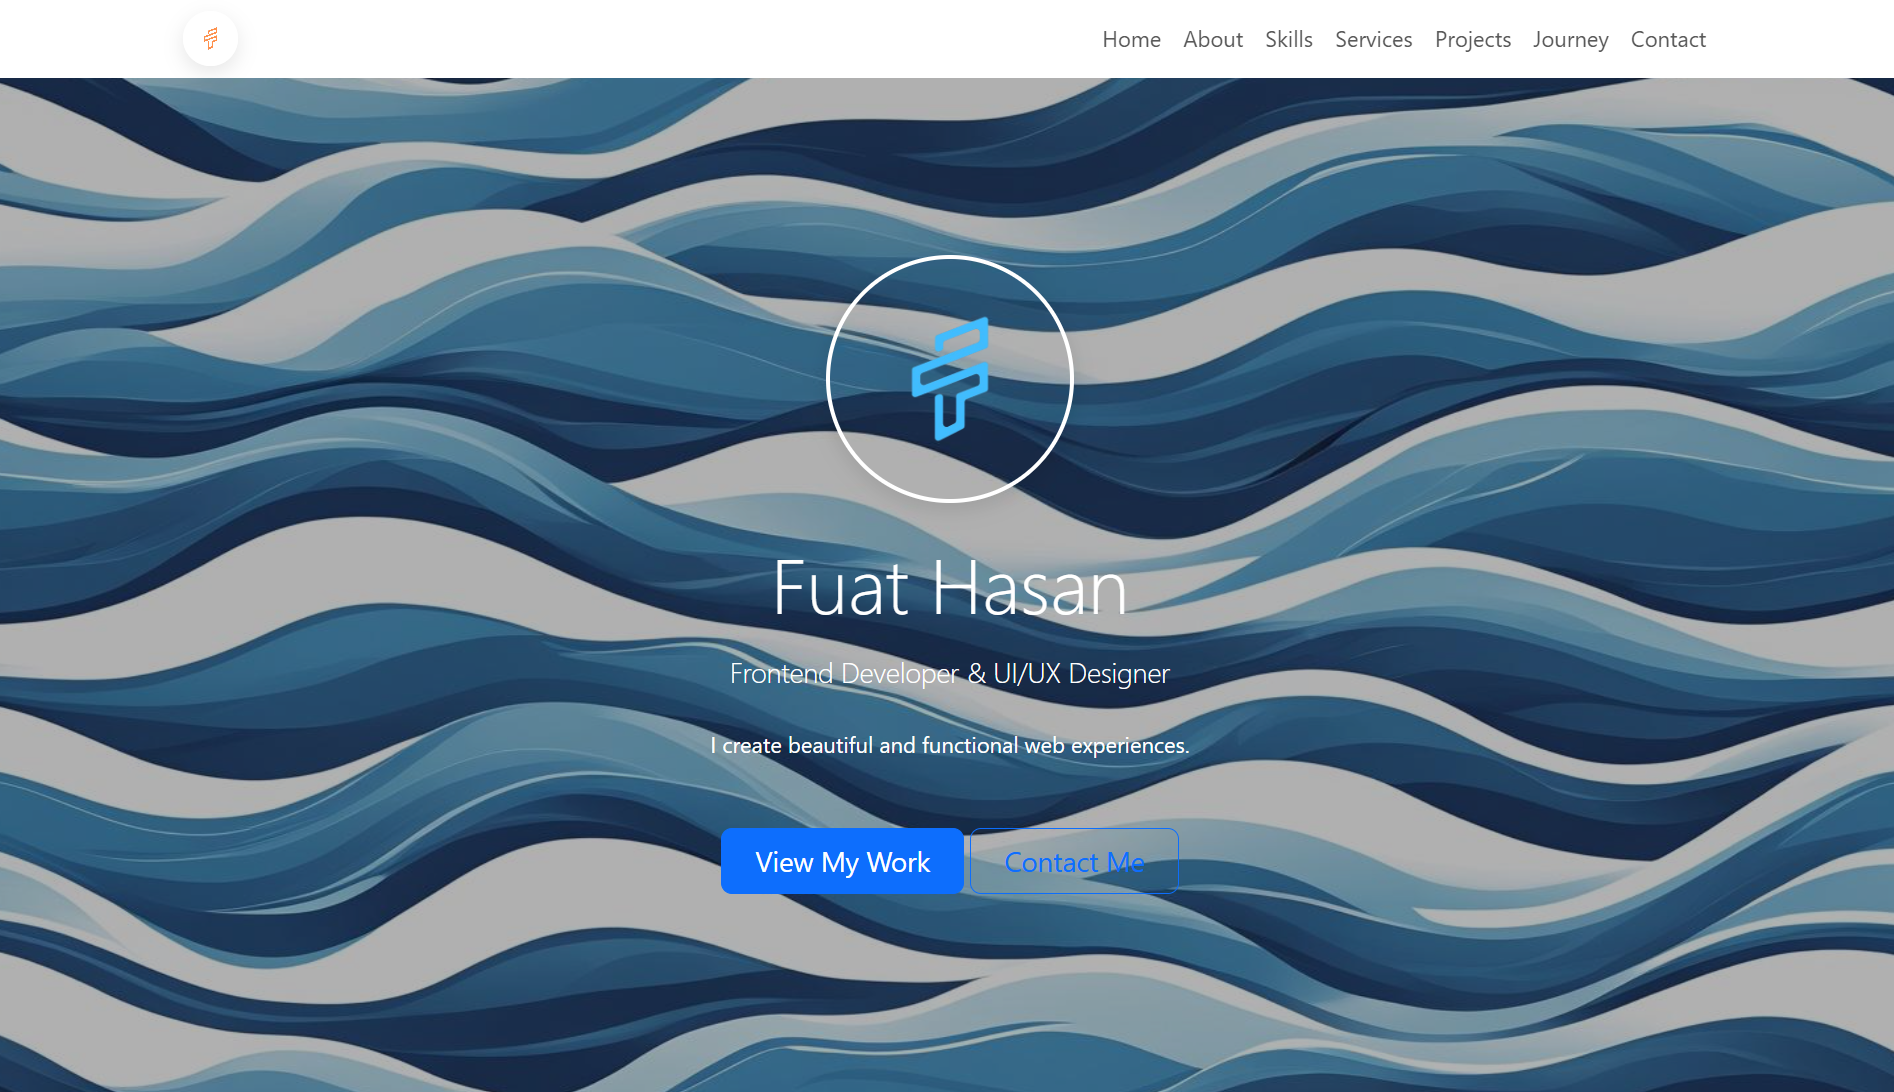 Home About Skills Services Projects Journey Contact
Fuat Hasan
Frontend Developer & UI/UX Designer
I create beautiful and functional web experiences.
View My Work Contact Me